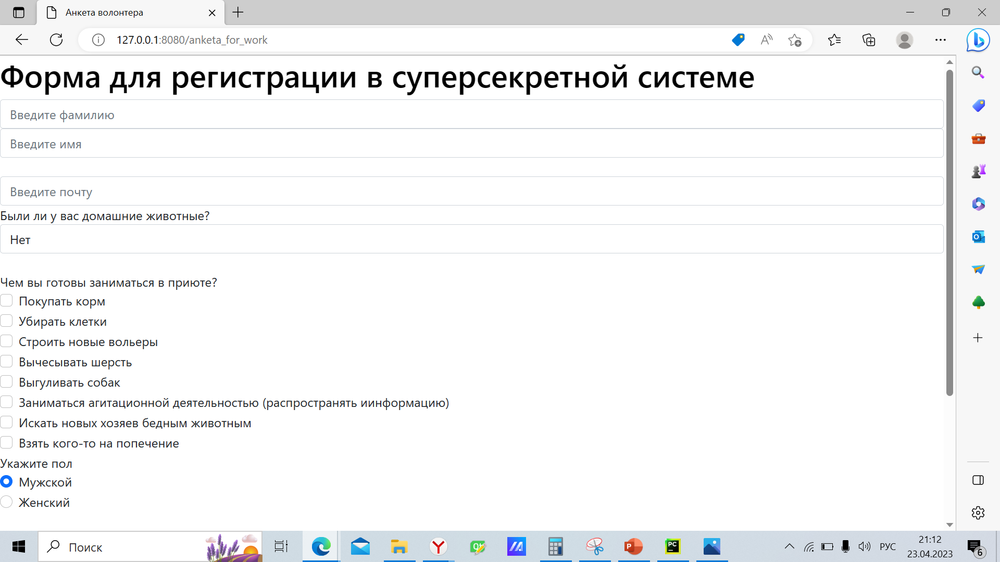 Анкета волонтера
127.0.0.1:8080/anketa_for_work
Форма для регистрации в суперсекретной системе
Введите фамилию
Введите имя
Введите почту
Были ли у вас домашние животные?
Нет
Чем вы готовы заниматься в приюте?
Покупать корм
Убирать клетки
Строить новые вольеры
Вычесывать шерсть
Выгуливать собак
Заниматься агитационной деятельностью (распространять иинформацию)
Искать новых хозяев бедным животным
Взять кого-то на попечение
Укажите пол
Мужской
Женский
Поиск
Qt
P
PC
РУС
21:12
23.04.2023
6